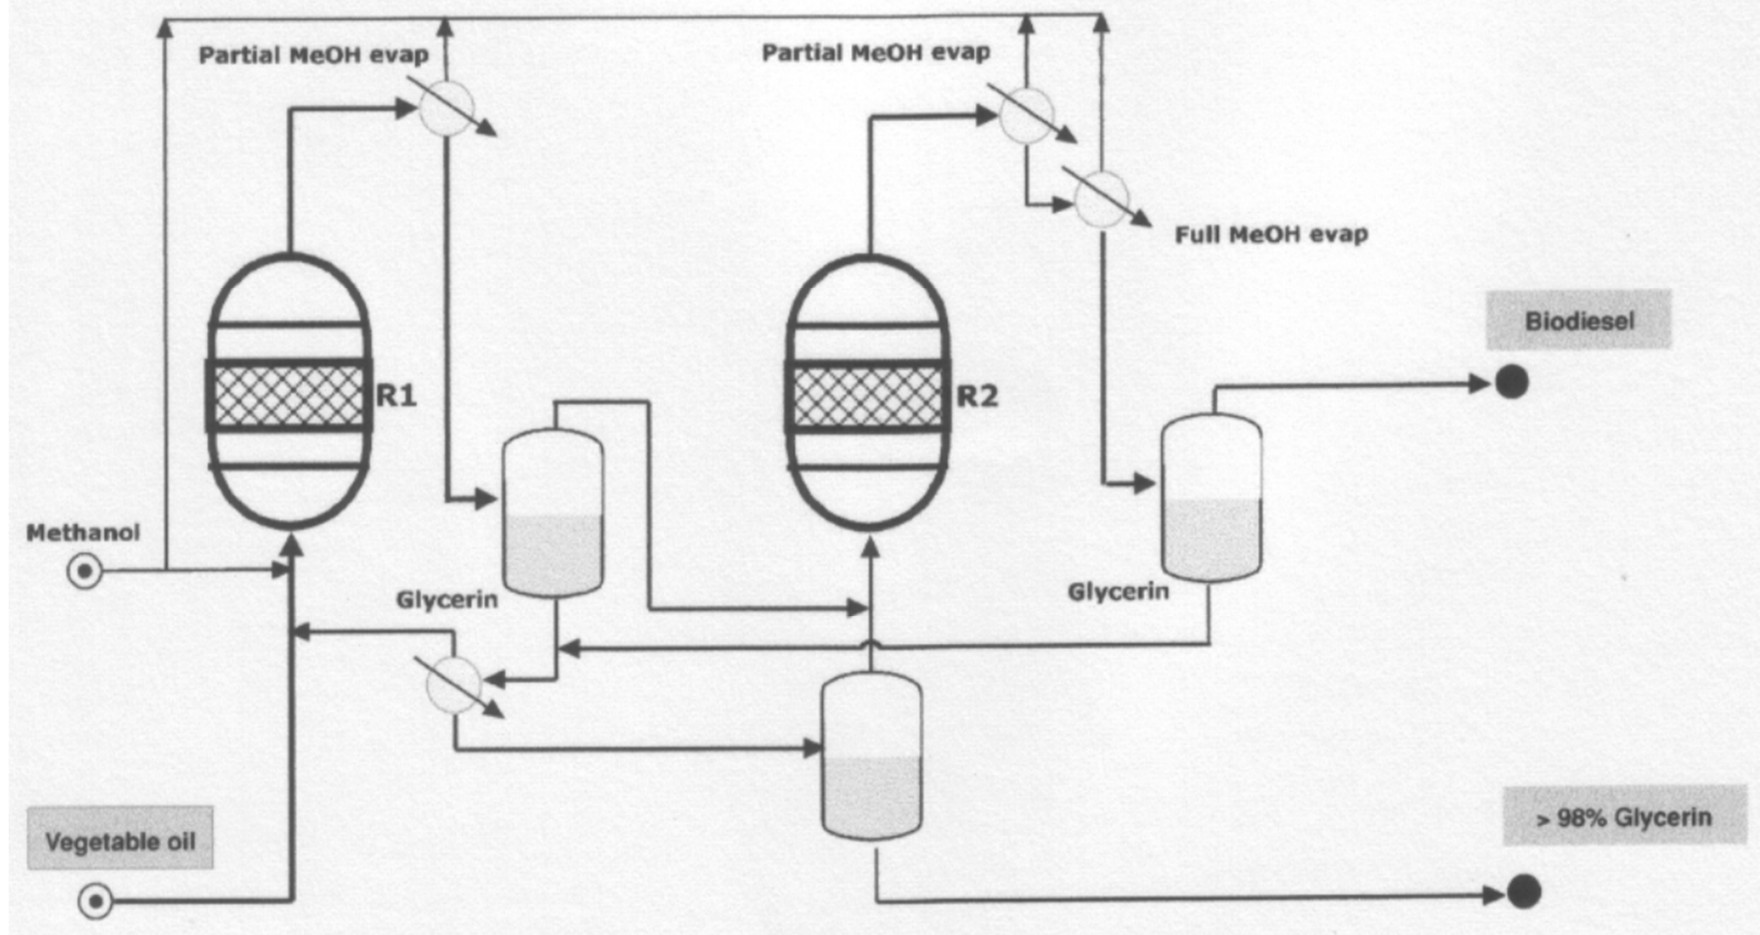 Partial MeOH evap
Partial MeOH evap
Full MeOH evap
Biodiesel
R1
R2
Methanol
Glycerin
Glycerin
Vegetable oil
> 98% Glycerin